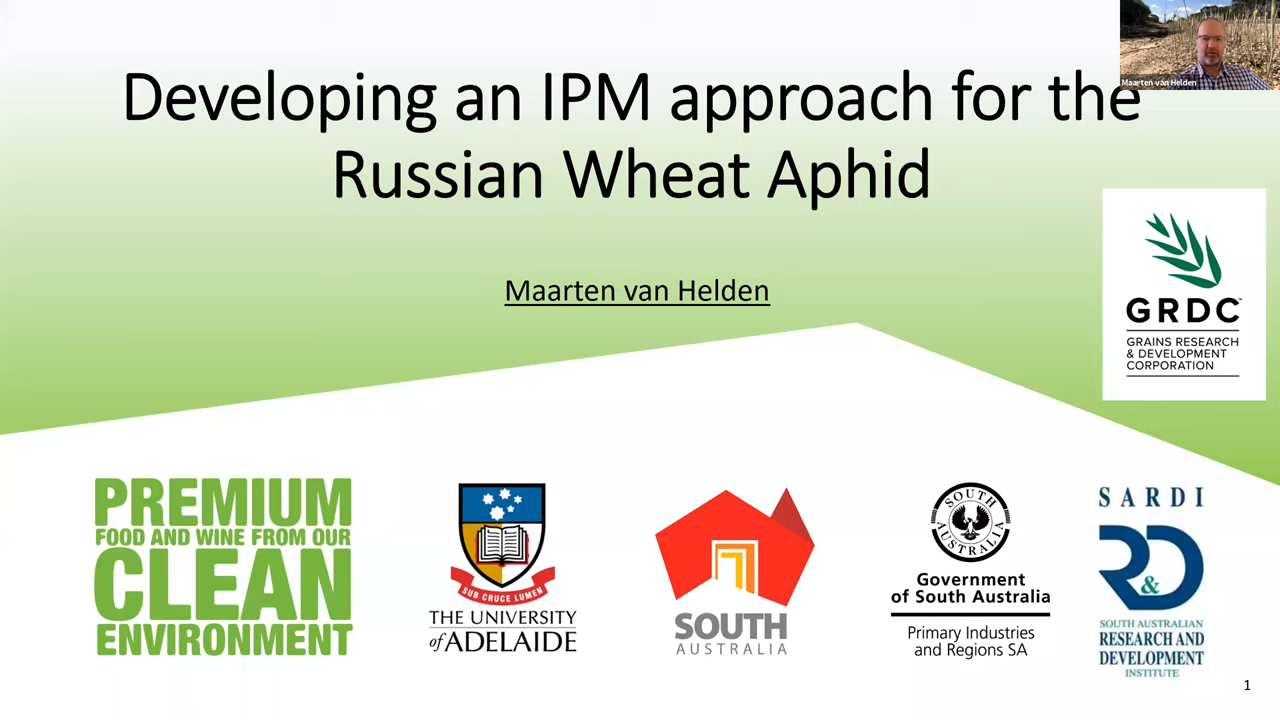 Developing an IPM approach for the
Russian Wheat Aphid
Maarten van Helden
Maarten van Helden
GRDC™
GRAINS RESEARCH
& DEVELOPMENT
CORPORATION
PREMIUM
FOOD AND WINE FROM OUR
CLEAN
ENVIRONMENT
SUB CRUCE LUMEN
THE UNIVERSITY
of ADELAIDE
SOUTH
AUSTRALIA
SOUTH
AUSTRALIA
Government
of South Australia
Primary Industries
and Regions SA
SARDI
R&D
SOUTH AUSTRALIAN
RESEARCH AND
DEVELOPMENT
INSTITUTE
1